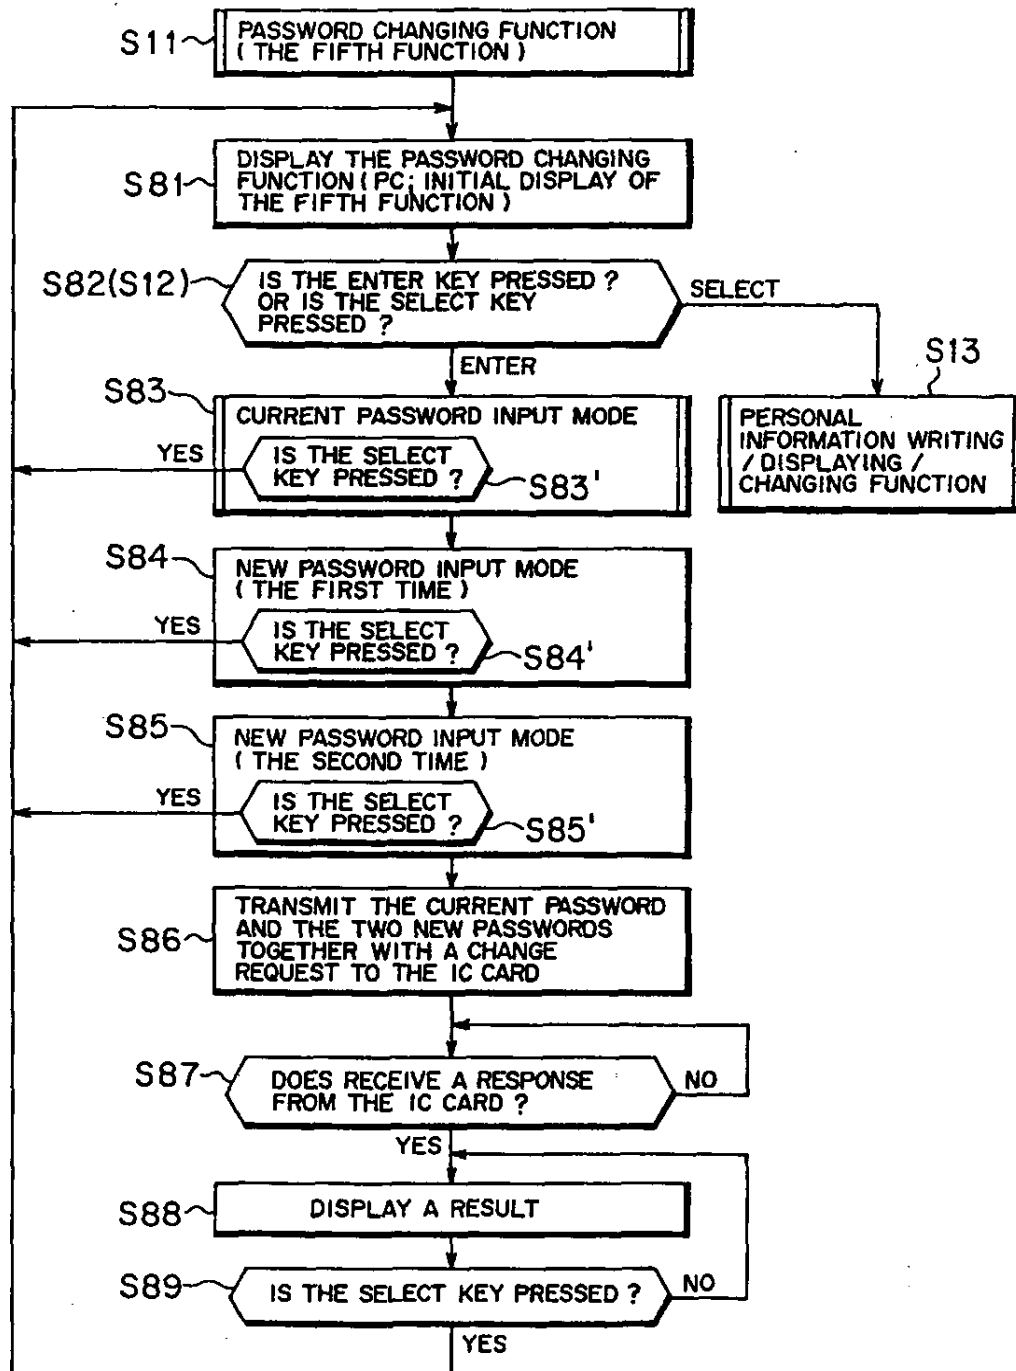 S11
PASSWORD CHANGING FUNCTION
( THE FIFTH FUNCTION )
S81
DISPLAY THE PASSWORD CHANGING
FUNCTION ( PC; INITIAL DISPLAY OF
THE FIFTH FUNCTION )
S82(S12)
IS THE ENTER KEY PRESSED ?
OR IS THE SELECT KEY
PRESSED ?
SELECT
ENTER
S13
PERSONAL
INFORMATION WRITING
/ DISPLAYING /
CHANGING FUNCTION
S83
CURRENT PASSWORD INPUT MODE
YES
IS THE SELECT
KEY PRESSED ?
S83'
S84
NEW PASSWORD INPUT MODE
( THE FIRST TIME )
YES
IS THE SELECT
KEY PRESSED ?
S84'
S85
NEW PASSWORD INPUT MODE
( THE SECOND TIME )
YES
IS THE SELECT
KEY PRESSED ?
S85'
S86
TRANSMIT THE CURRENT PASSWORD
AND THE TWO NEW PASSWORDS
TOGETHER WITH A CHANGE
REQUEST TO THE IC CARD
S87
DOES RECEIVE A RESPONSE
FROM THE IC CARD ?
NO
YES
S88
DISPLAY A RESULT
S89
IS THE SELECT KEY PRESSED ?
NO
YES